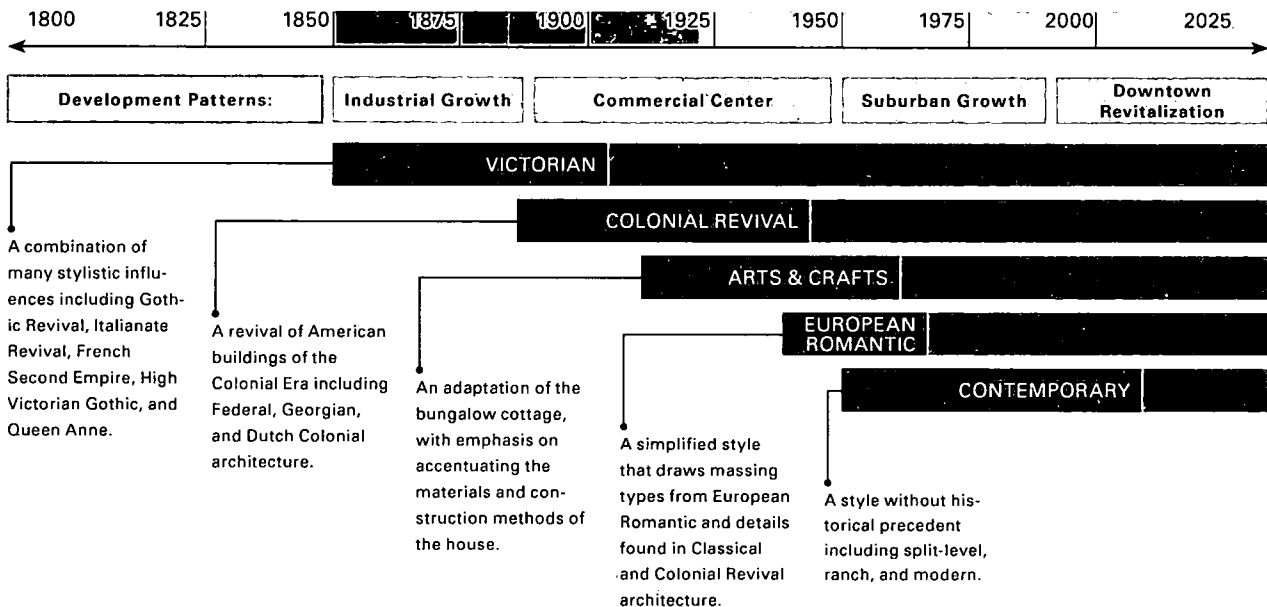 1800 1825 1850 1875 1900 1925 1950 1975 2000 2025
Development Patterns:
Industrial Growth
Commercial Center
Suburban Growth
Downtown
Revitalization
VICTORIAN
COLONIAL REVIVAL
ARTS & CRAFTS
EUROPEAN
ROMANTIC
CONTEMPORARY
A combination of
many stylistic influ-
ences including Goth-
ic Revival, Italianate
Revival, French
Second Empire, High
Victorian Gothic, and
Queen Anne.
A revival of American
buildings of the
Colonial Era including
Federal, Georgian,
and Dutch Colonial
architecture.
An adaptation of the
bungalow cottage,
with emphasis on
accentuating the
materials and con-
struction methods of
the house.
A simplified style
that draws massing
types from European
Romantic and details
found in Classical
and Colonial Revival
architecture.
A style without his-
torical precedent
including split-level,
ranch, and modern.